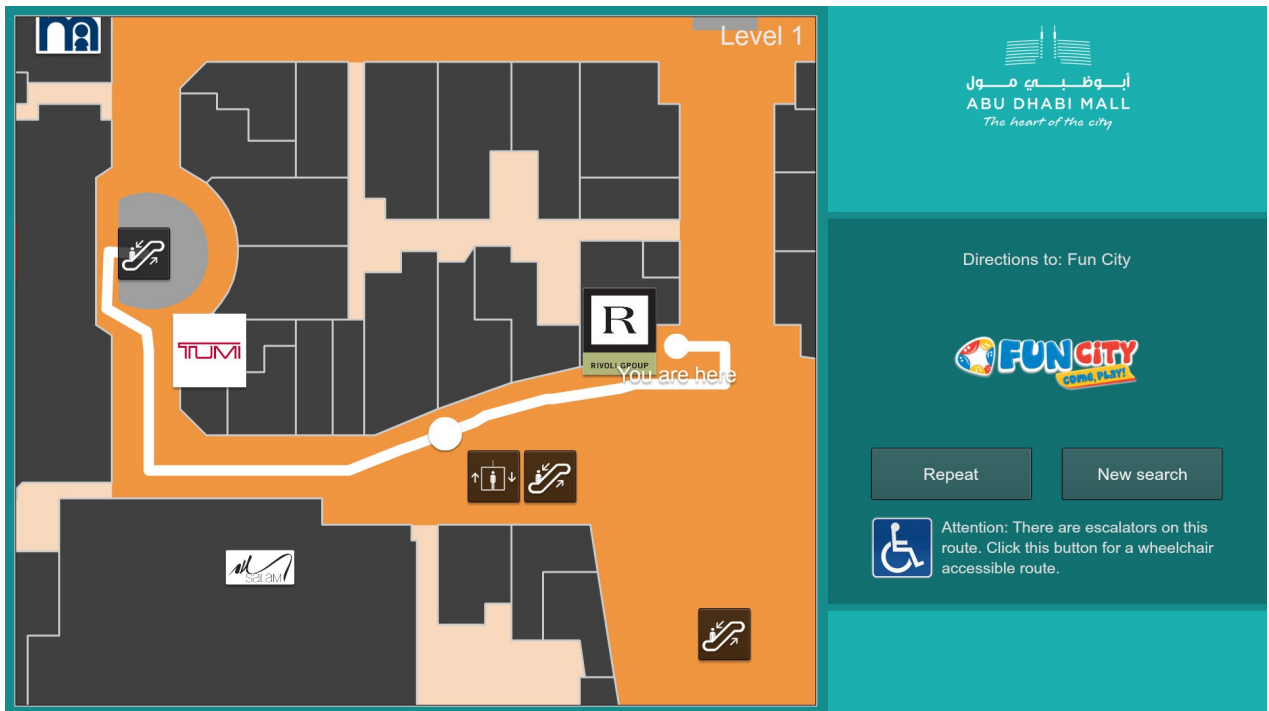 Level 1
TUMI
R
RIVOLI GROUP
You are here
SALAM
أبـوظـبـي مـول
ABU DHABI MALL
The heart of the city
Directions to: Fun City
FUN CITY
COME, PLAY!
Repeat
New search
Attention: There are escalators on this
route. Click this button for a wheelchair
accessible route.